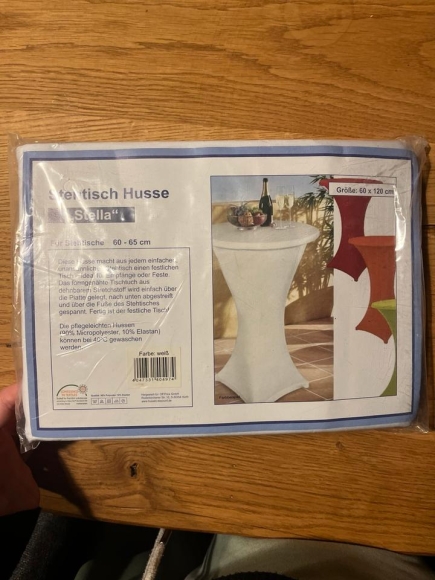 Stehtisch Husse
„Stella“
Für Stehtische 60 - 65 cm
Diese Husse macht aus jedem einfachen
Stehtisch einen festlichen
Tisch - ideal für Empfänge oder Feste.
Das formgenähte Tischtuch aus
dehnbarem Stretchstoff wird einfach über
die Platte gelegt, nach unten abgestreift
und über die Füße des Stehtisches
gespannt. Fertig ist der festliche Tisch!
Die pflegeleichten Hussen
(90% Micropolyester, 10% Elastan)
können bei 40°C gewaschen
werden.
Farbe: weiß
Größe: 60 x 120 cm